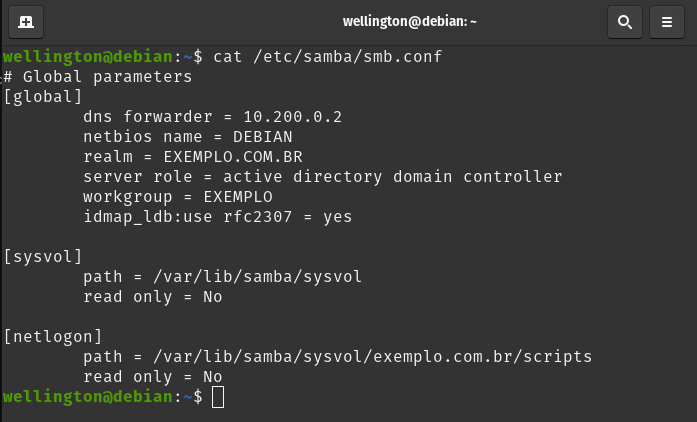 wellington@debian: ~
wellington@debian:~$ cat /etc/samba/smb.conf
# Global parameters
[global]
        dns forwarder = 10.200.0.2
        netbios name = DEBIAN
        realm = EXEMPLO.COM.BR
        server role = active directory domain controller
        workgroup = EXEMPLO
        idmap_ldb:use rfc2307 = yes

[sysvol]
        path = /var/lib/samba/sysvol
        read only = No

[netlogon]
        path = /var/lib/samba/sysvol/exemplo.com.br/scripts
        read only = No
wellington@debian:~$